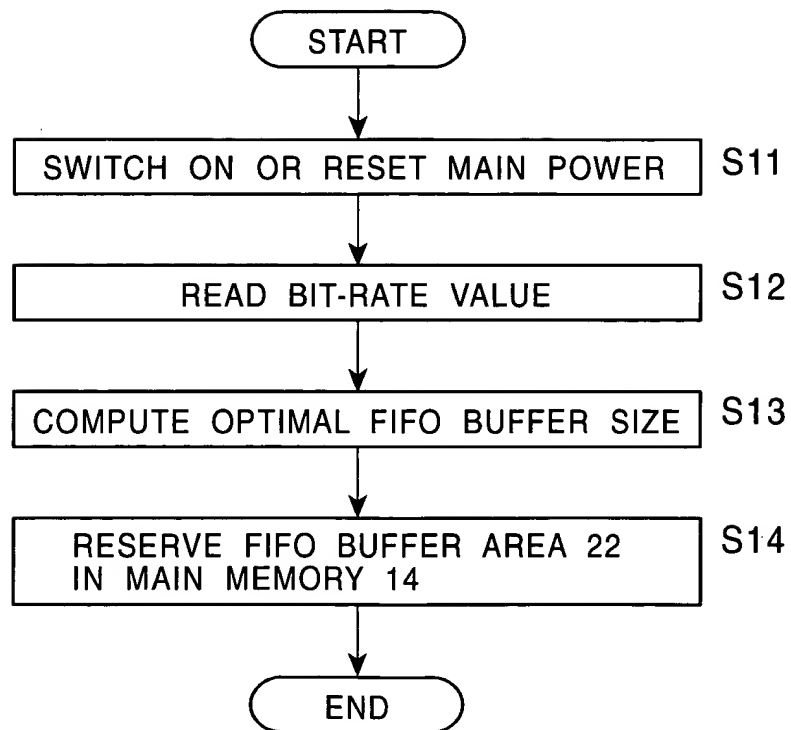 START
SWITCH ON OR RESET MAIN POWER S11
READ BIT-RATE VALUE S12
COMPUTE OPTIMAL FIFO BUFFER SIZE S13
RESERVE FIFO BUFFER AREA 22 S14
IN MAIN MEMORY 14
END